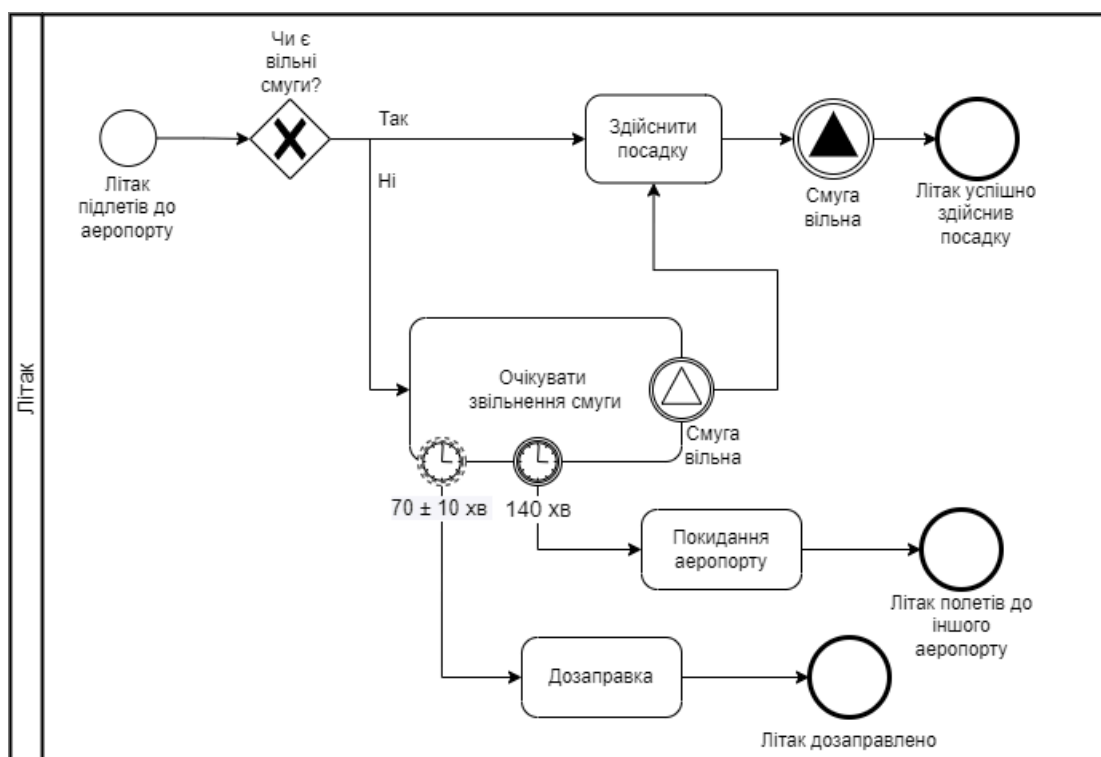 Літак
Чи є
вільні
смуги?
Літак
підлетів до
аеропорту
Так
Ні
Здійснити
посадку
Смуга
вільна
Літак успішно
здійснив
посадку
Очікувати
звільнення смуги
Смуга
вільна
70 ± 10 хв
140 хв
Покидання
аеропорту
Літак полетів до
іншого
аеропорту
Дозаправка
Літак дозаправлено